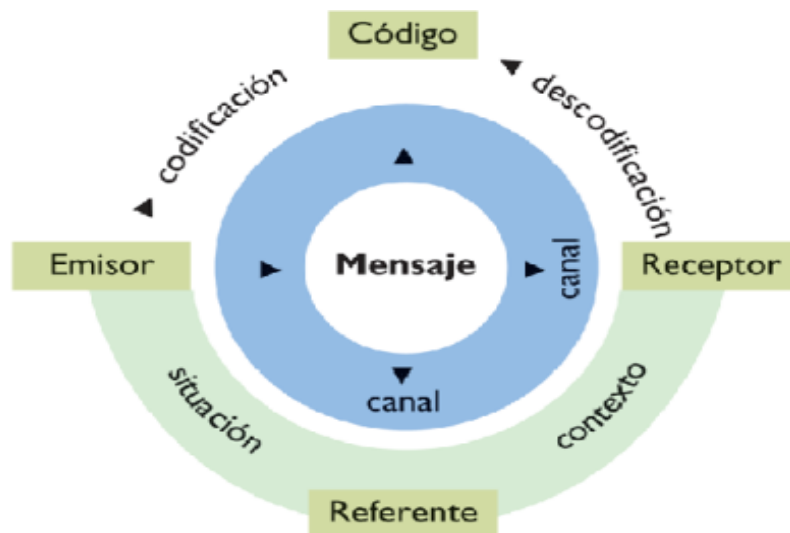 Código
codificación
descodificación
Emisor
Mensaje
canal
Receptor
canal
situación
contexto
Referente